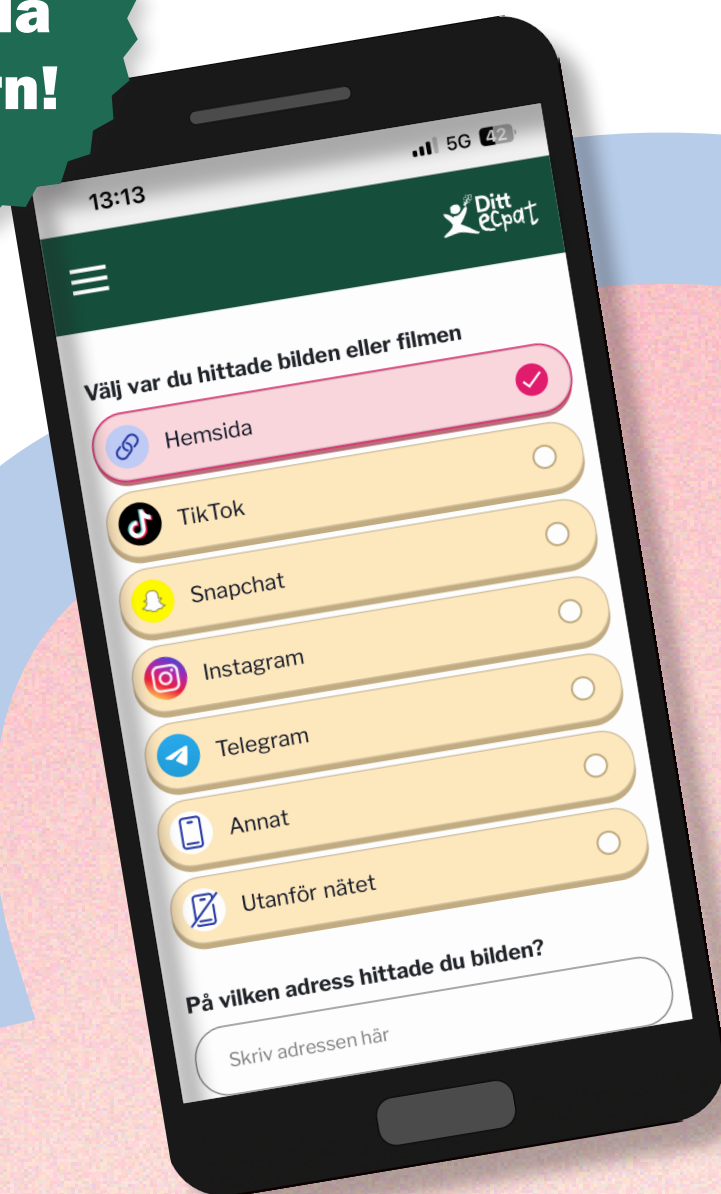 rn!
13:13
5G 42
Ditt
ecpat
Välj var du hittade bilden eller filmen
Hemsida
TikTok
Snapchat
Instagram
Telegram
Annat
Utanför nätet
På vilken adress hittade du bilden?
Skriv adressen här